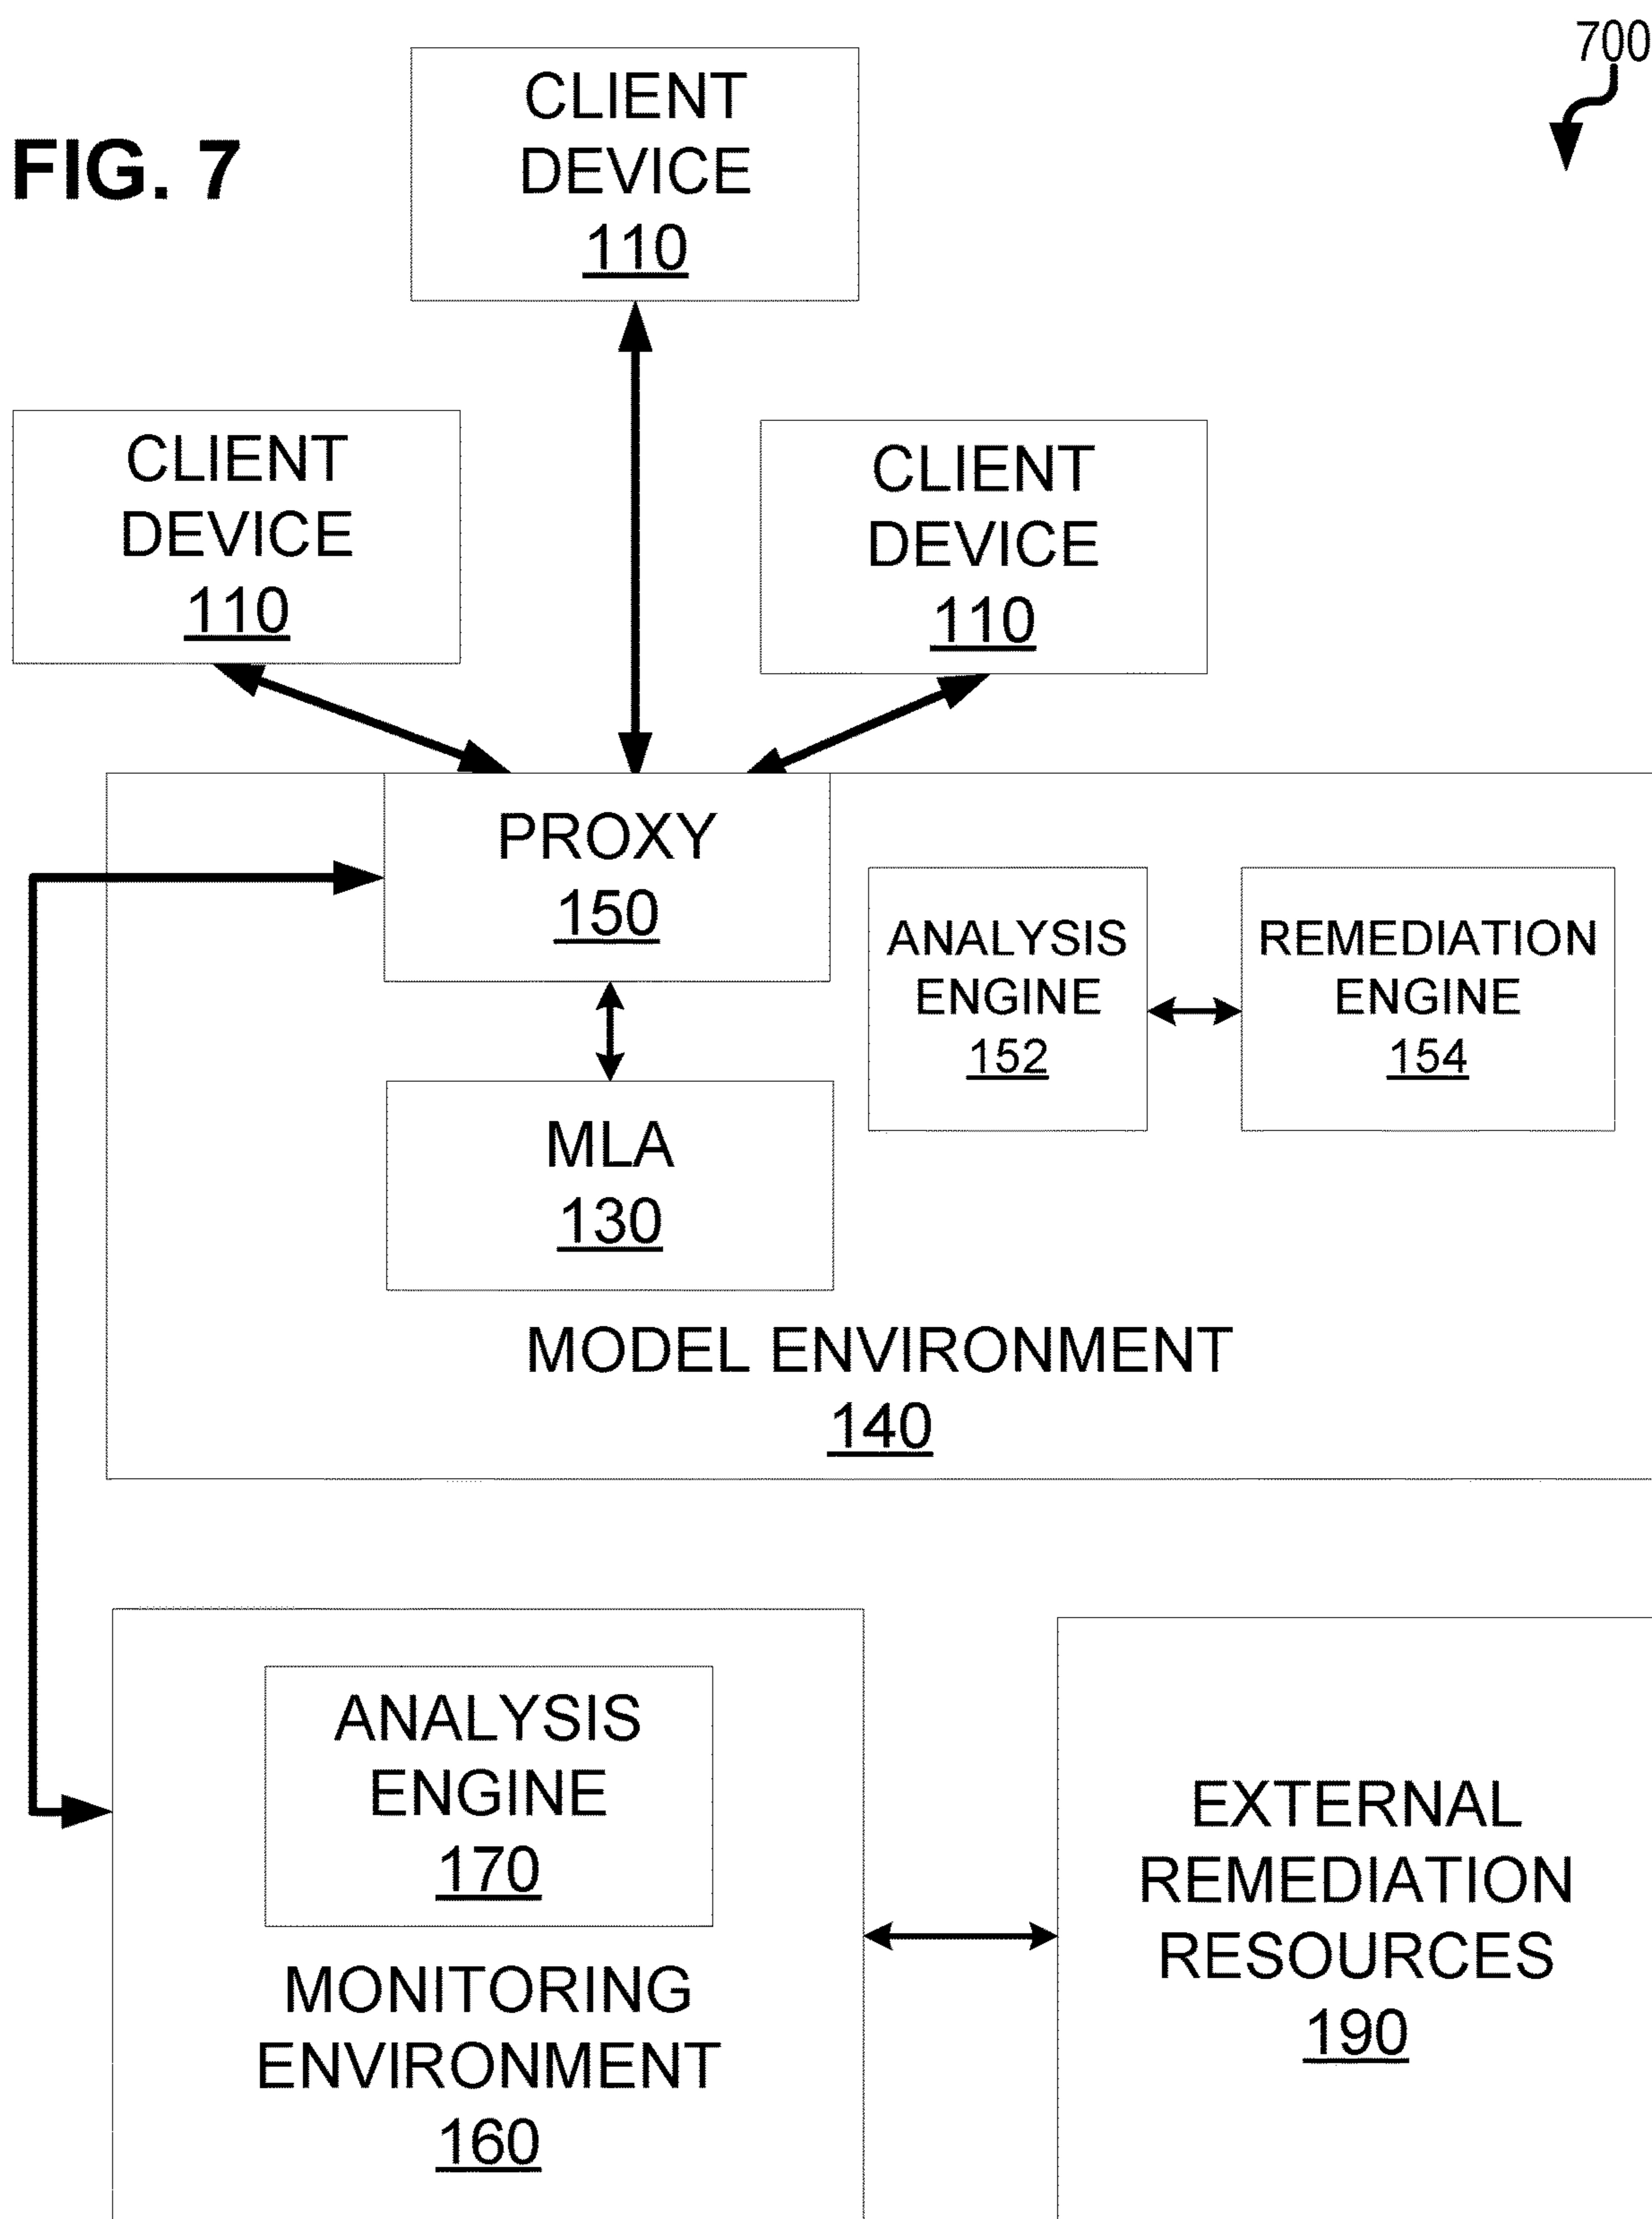 700
FIG. 7
CLIENT
DEVICE
110
CLIENT
DEVICE
110
CLIENT
DEVICE
110
PROXY
150
ANALYSIS
ENGINE
152
REMEDIATION
ENGINE
154
MLA
130
MODEL ENVIRONMENT
140
ANALYSIS
ENGINE
170
MONITORING
ENVIRONMENT
160
EXTERNAL
REMEDIATION
RESOURCES
190